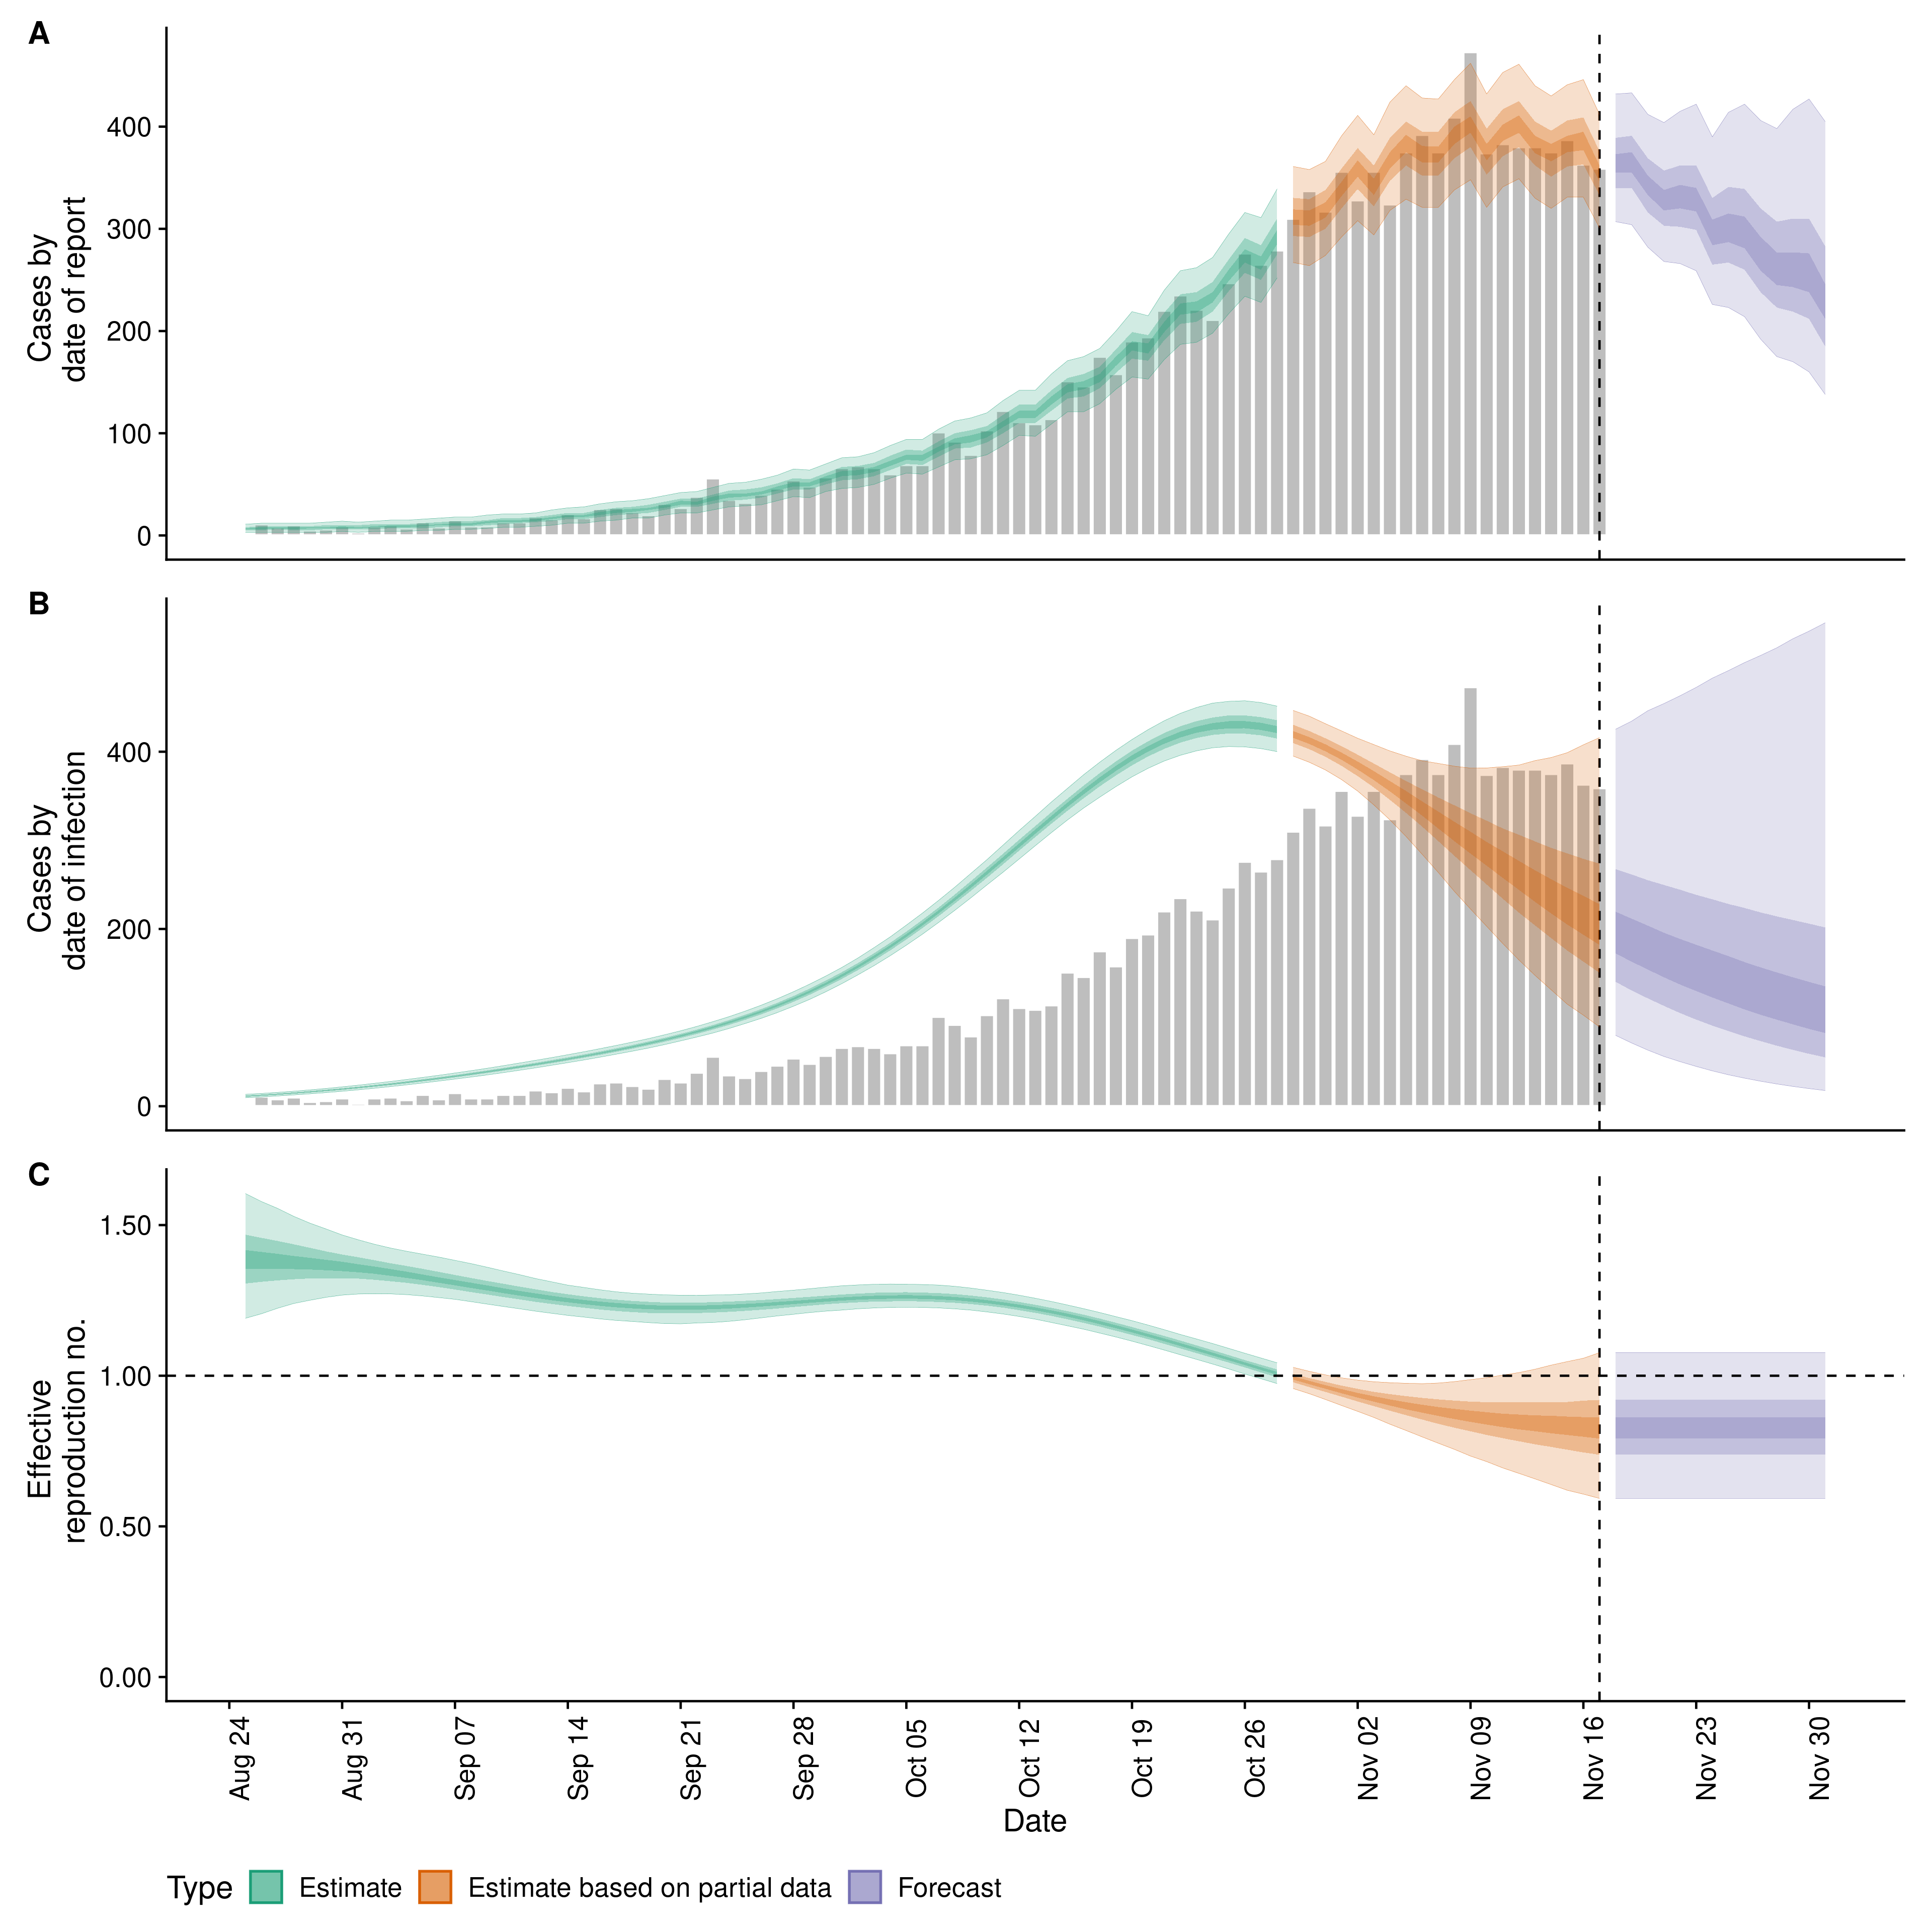 A
Cases by
date of report
400
300
200
100
0
B
Cases by
date of infection
400
200
0
C
Effective
reproduction no.
1.50
1.00
0.50
0.00
Aug 24
Aug 31
Sep 07
Sep 14
Sep 21
Sep 28
Oct 05
Oct 12
Oct 19
Oct 26
Nov 02
Nov 09
Nov 16
Nov 23
Nov 30
Date
Type Estimate Estimate based on partial data Forecast